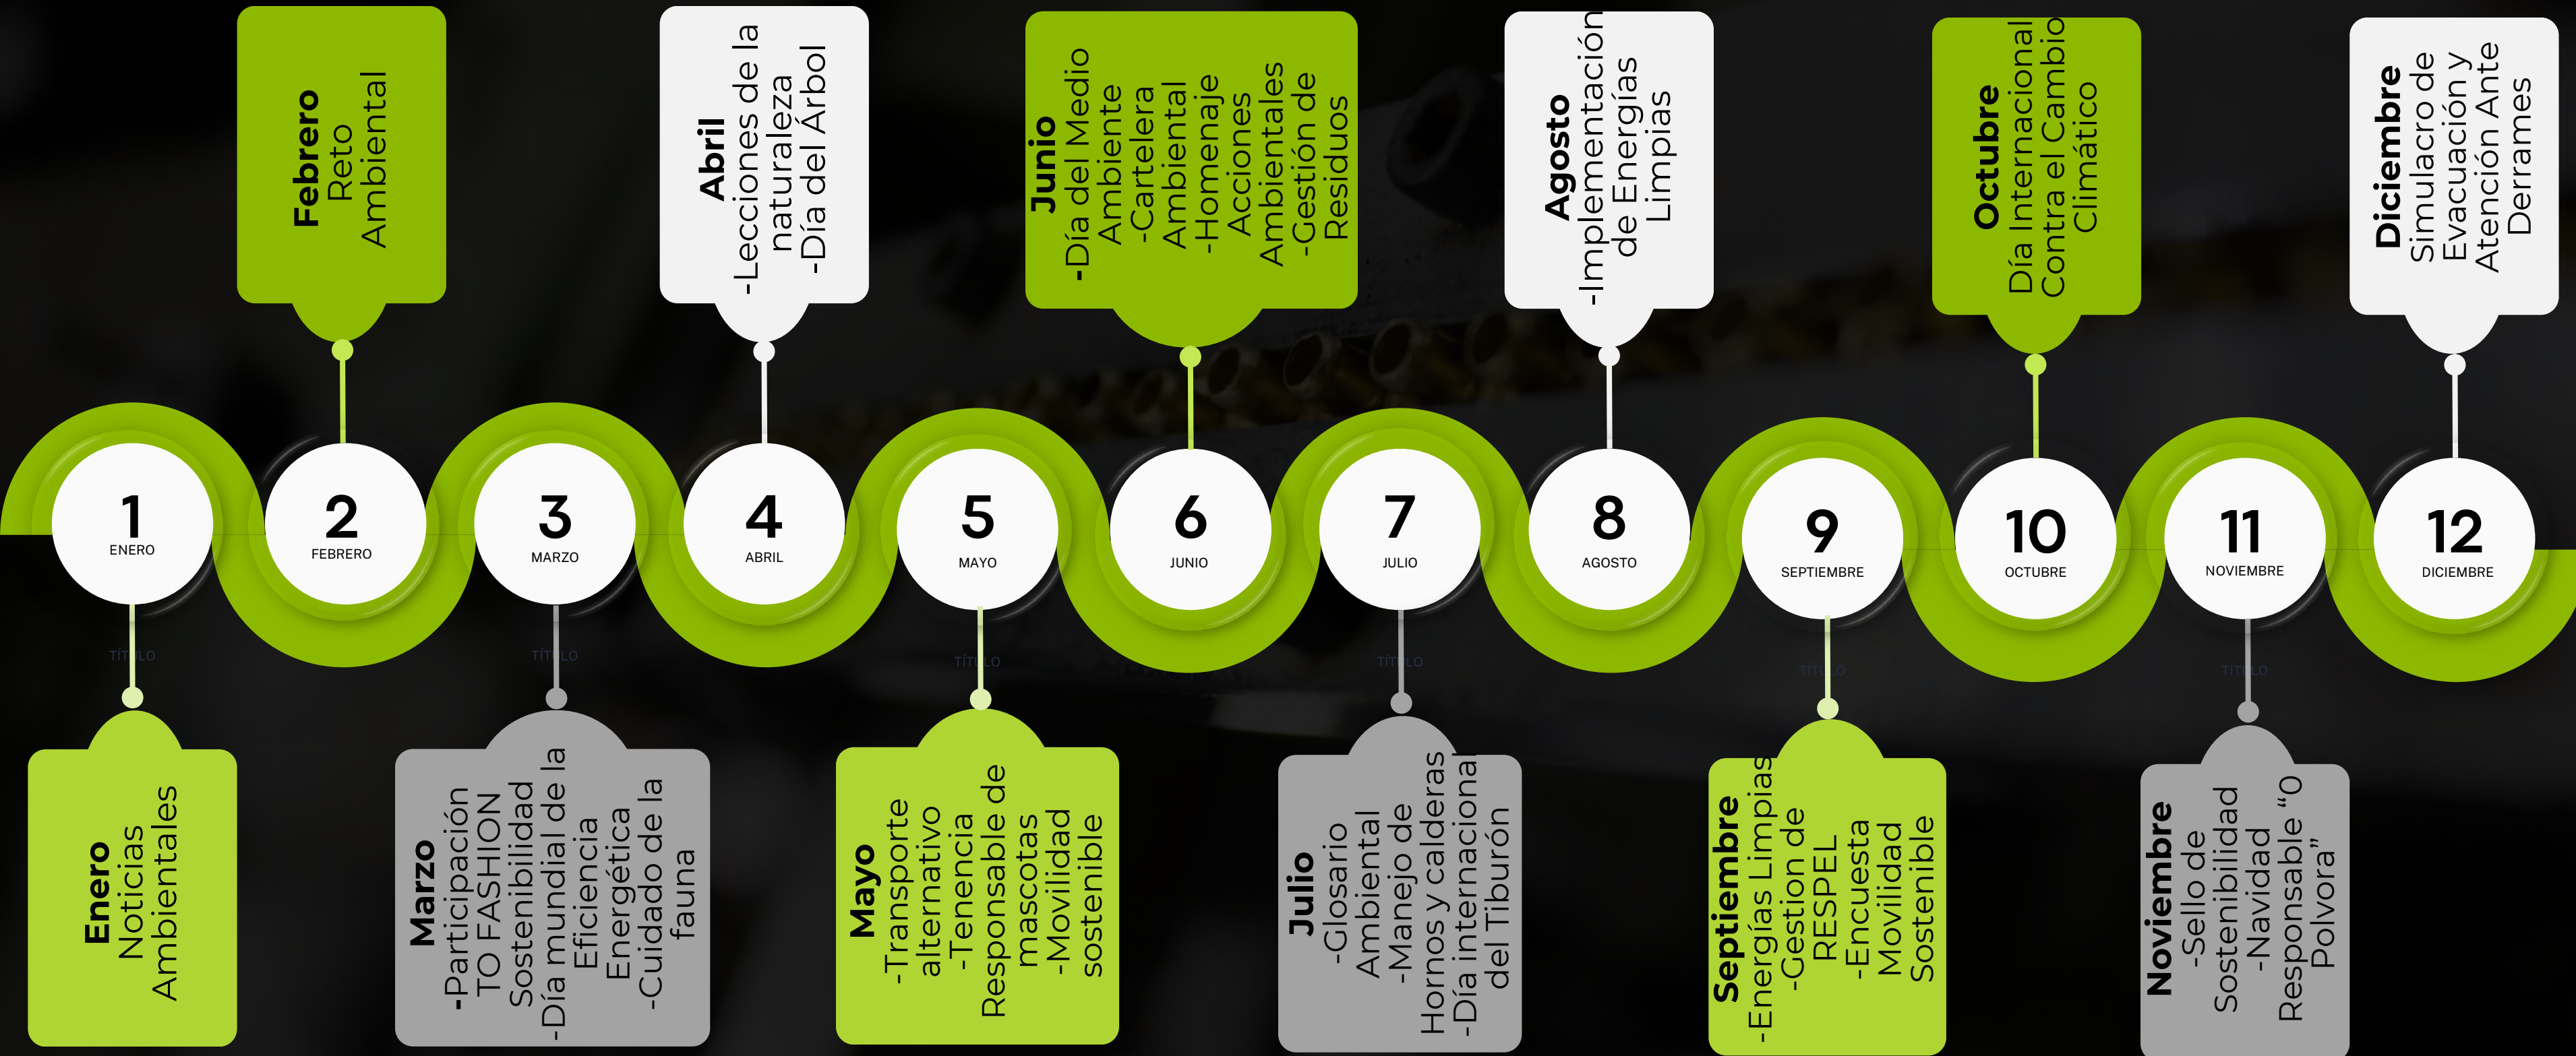 Febrero
Reto
Ambiental
Abril
-Lecciones de la
naturaleza
-Día del Árbol
Junio
-Día del Medio
Ambiente
-Cartelera
Ambiental
-Homenaje
Acciones
Ambientales
-Gestión de
Residuos
Agosto
-Implementación
de Energías
Limpias
Octubre
Día Internacional
Contra el Cambio
Climático
Diciembre
Simulacro de
Evacuación y
Atención Ante
Derrames
1
ENERO
2
FEBRERO
3
MARZO
4
ABRIL
5
MAYO
6
JUNIO
7
JULIO
8
AGOSTO
9
SEPTIEMBRE
10
OCTUBRE
11
NOVIEMBRE
12
DICIEMBRE
TÍTULO
TÍTULO
TÍTULO
TÍTULO
TÍTULO
TÍTULO
Enero
Noticias
Ambientales
Marzo
-Participación
TO FASHION
Sostenibilidad
-Día mundial de la
Eficiencia
Energética
-Cuidado de la
fauna
Mayo
-Transporte
alternativo
-Tenencia
Responsable de
mascotas
-Movilidad
sostenible
Julio
-Glosario
Ambiental
-Manejo de
Hornos y calderas
-Día internacional
del Tiburón
Septiembre
-Energías Limpias
-Gestion de
RESPEL
-Encuesta
Movilidad
Sostenible
Noviembre
-Sello de
Sostenibilidad
-Navidad
Responsable “0
Polvora”